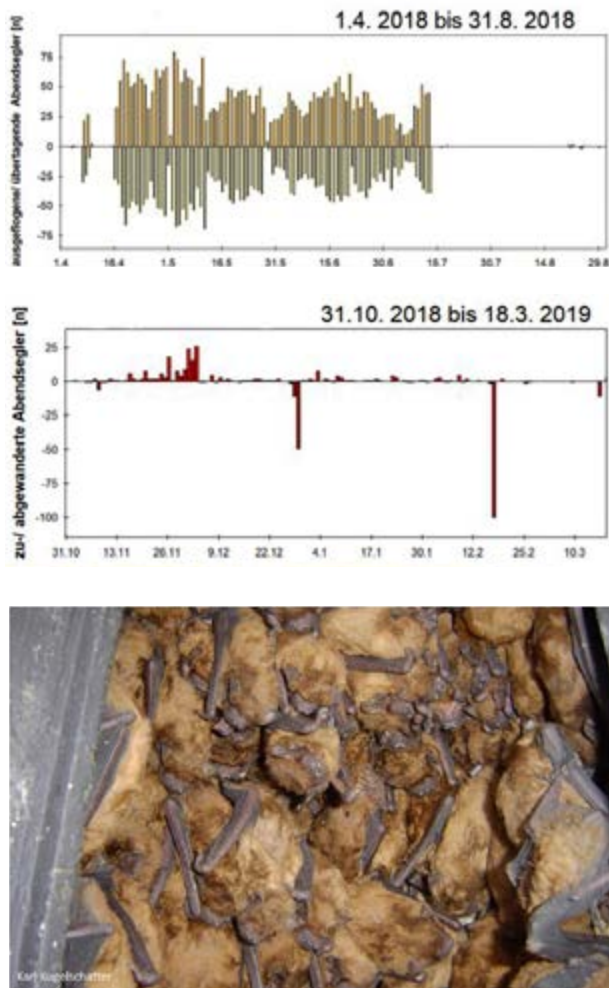 1.4. 2018 bis 31.8. 2018
ausgeflogene/ übertagende Abendsegler [n]
75
50
25
0
-25
-50
-75
1.4 16.4 1.5 16.5 31.5 15.6 30.6 15.7 30.7 14.8 29.8
31.10. 2018 bis 18.3. 2019
zu-/ abgewanderte Abendsegler [n]
25
0
-25
-50
-75
-100
31.10 13.11 26.11 9.12 22.12 4.1 17.1 30.1 12.2 25.2 10.3
Karl Kugelschafter